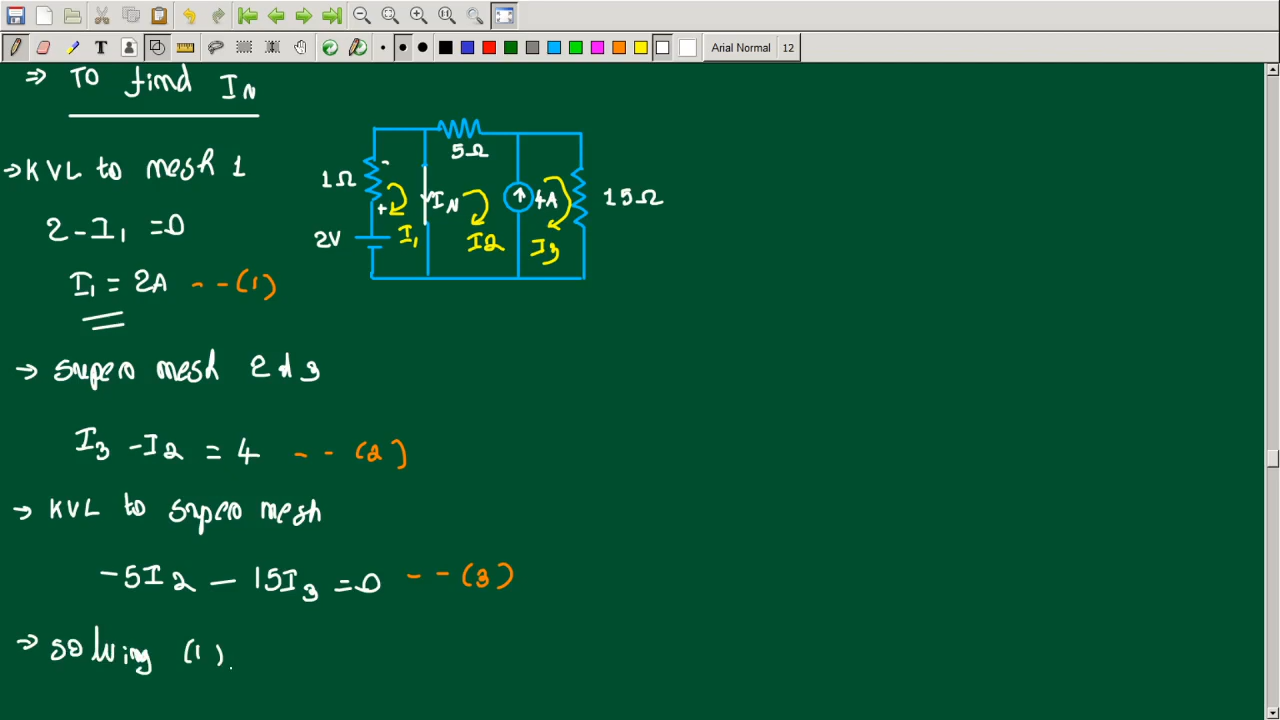 Arial Normal 12
⇒ TO find IN
→ KVL to mesh 1
2 - I1 = 0
I1 = 2A - - (1)
→ super mesh 2 & 3
I3 - I2 = 4 - - (2)
→ KVL to super mesh
-5I2 - 15I3 = 0 - - (3)
⇒ solving (1),
5Ω
1Ω
-
+
IN
4A
15Ω
2V
I1
I2
I3